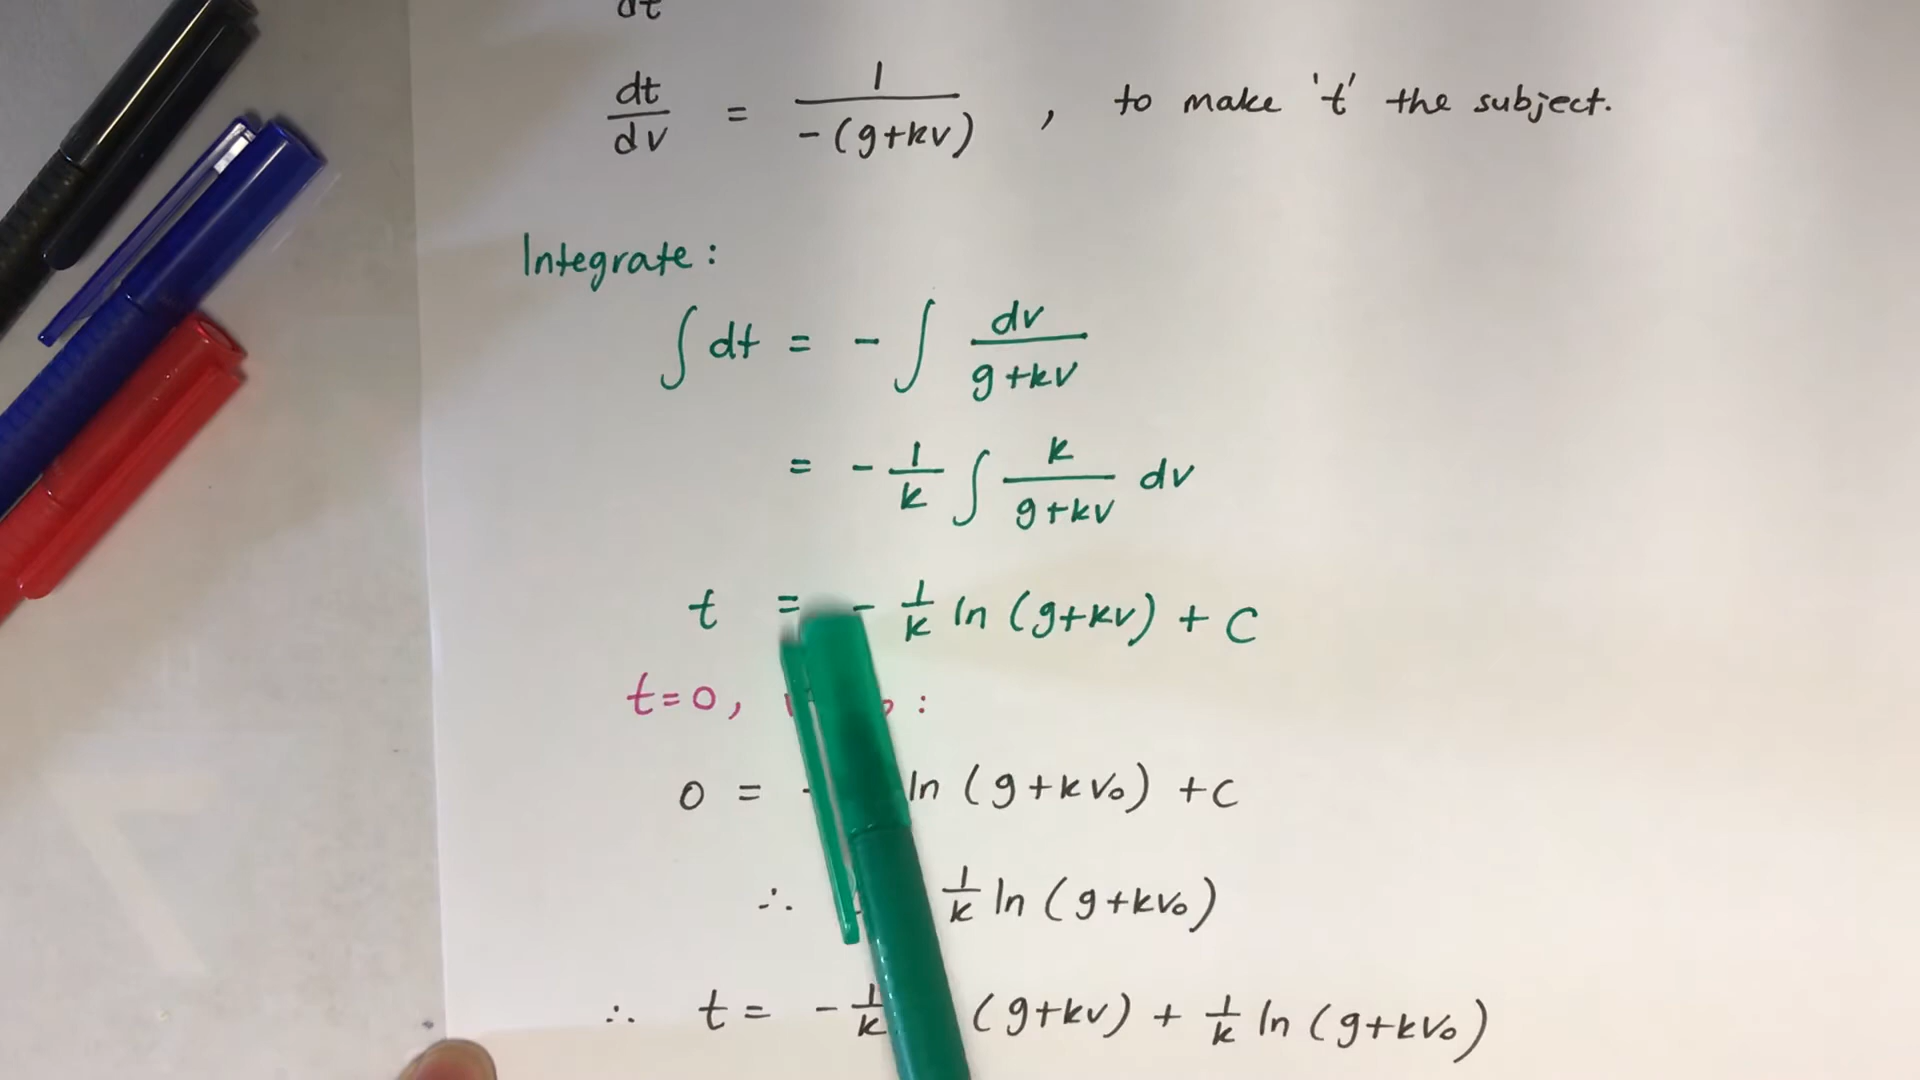 dt
dt/dv = 1/-(g+kv) , to make 't' the subject.
Integrate:
∫ dt = - ∫ dv/g+kv
= - 1/k ∫ k/g+kv dv
t = - 1/k ln (g+kv) + C
t=0, :
0 = - ln (g+kv₀) +C
∴ 1/k ln (g+kv₀)
∴ t = - 1/k (g+kv) + 1/k ln (g+kv₀)